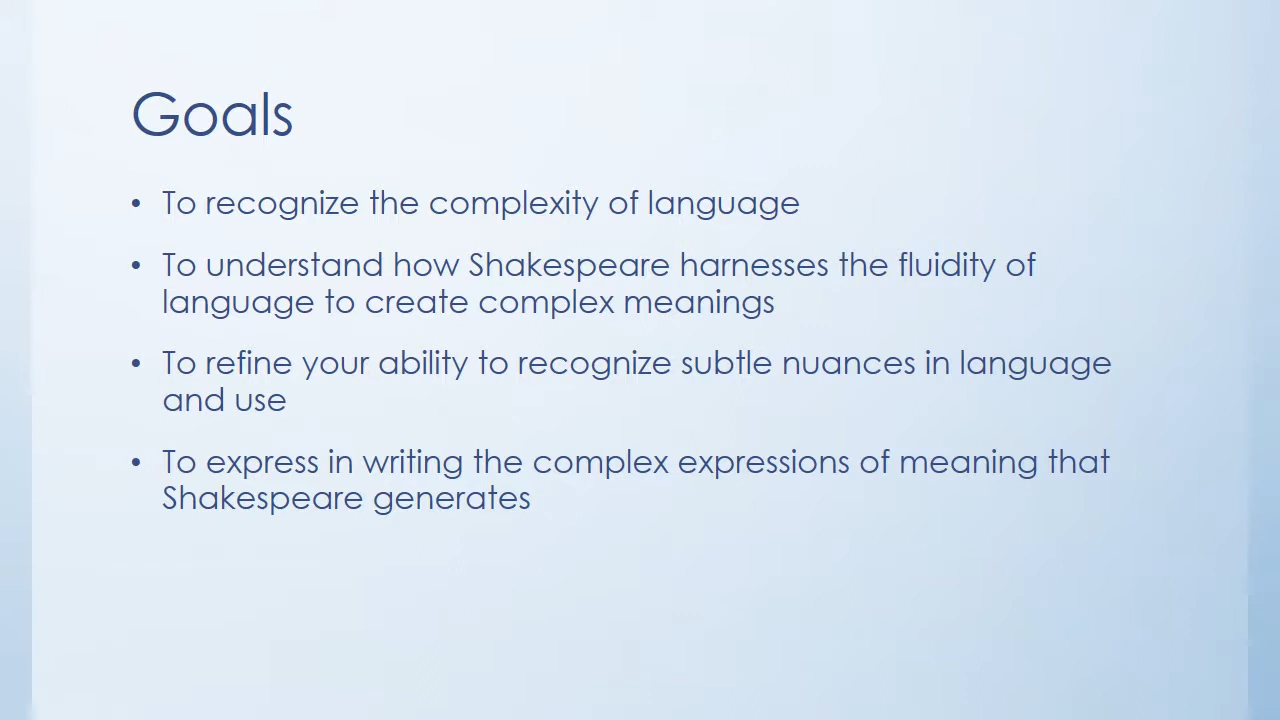 Goals
• To recognize the complexity of language
• To understand how Shakespeare harnesses the fluidity of
language to create complex meanings
• To refine your ability to recognize subtle nuances in language
and use
• To express in writing the complex expressions of meaning that
Shakespeare generates